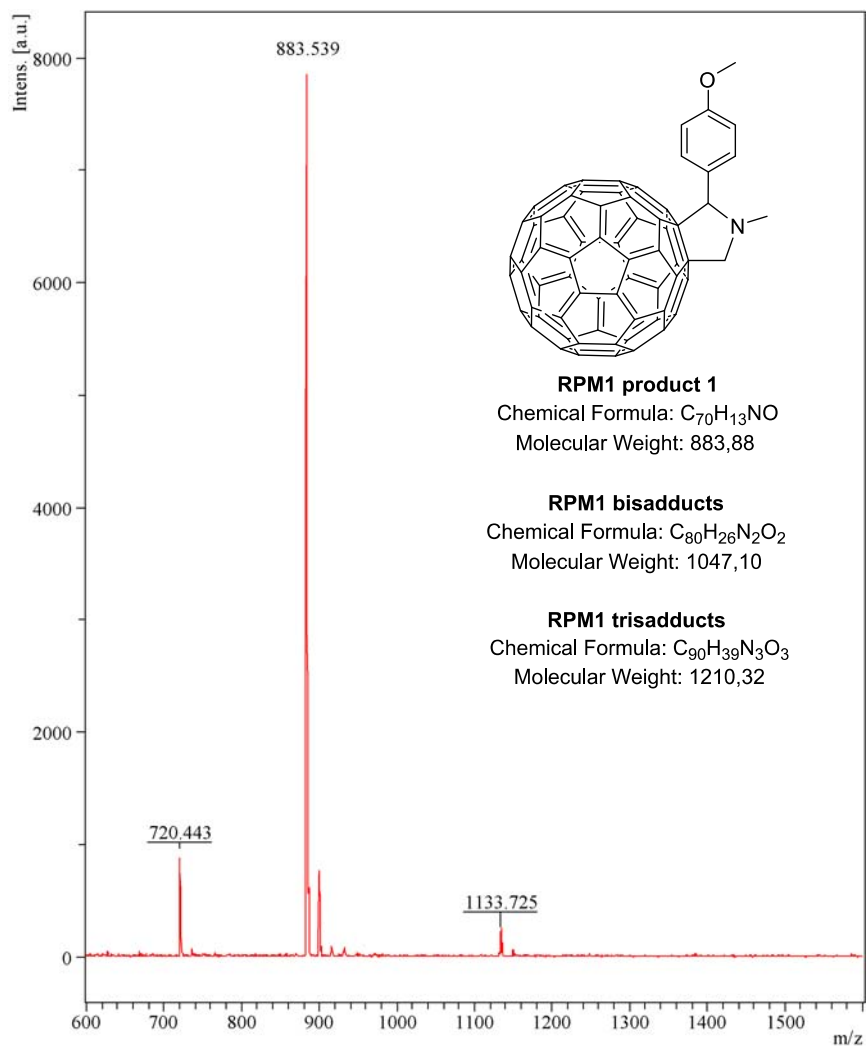 Intens. [a.u.]
8000
6000
4000
2000
0
883.539
720.443
1133.725
O
N
RPM1 product 1
Chemical Formula: C₇₀H₁₃NO
Molecular Weight: 883,88
RPM1 bisadducts
Chemical Formula: C₈₀H₂₆N₂O₂
Molecular Weight: 1047,10
RPM1 trisadducts
Chemical Formula: C₉₀H₃₉N₃O₃
Molecular Weight: 1210,32
600 700 800 900 1000 1100 1200 1300 1400 1500
m/z